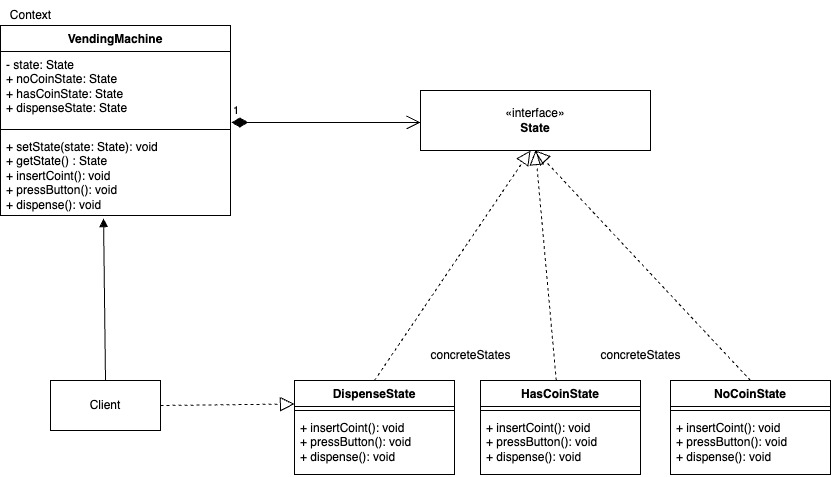 Context
VendingMachine
- state: State
+ noCoinState: State
+ hasCoinState: State
+ dispenseState: State
+ setState(state: State): void
+ getState() : State
+ insertCoint(): void
+ pressButton(): void
+ dispense(): void
1
«interface»
State
concreteStates
concreteStates
Client
DispenseState
+ insertCoint(): void
+ pressButton(): void
+ dispense(): void
HasCoinState
+ insertCoint(): void
+ pressButton(): void
+ dispense(): void
NoCoinState
+ insertCoint(): void
+ pressButton(): void
+ dispense(): void